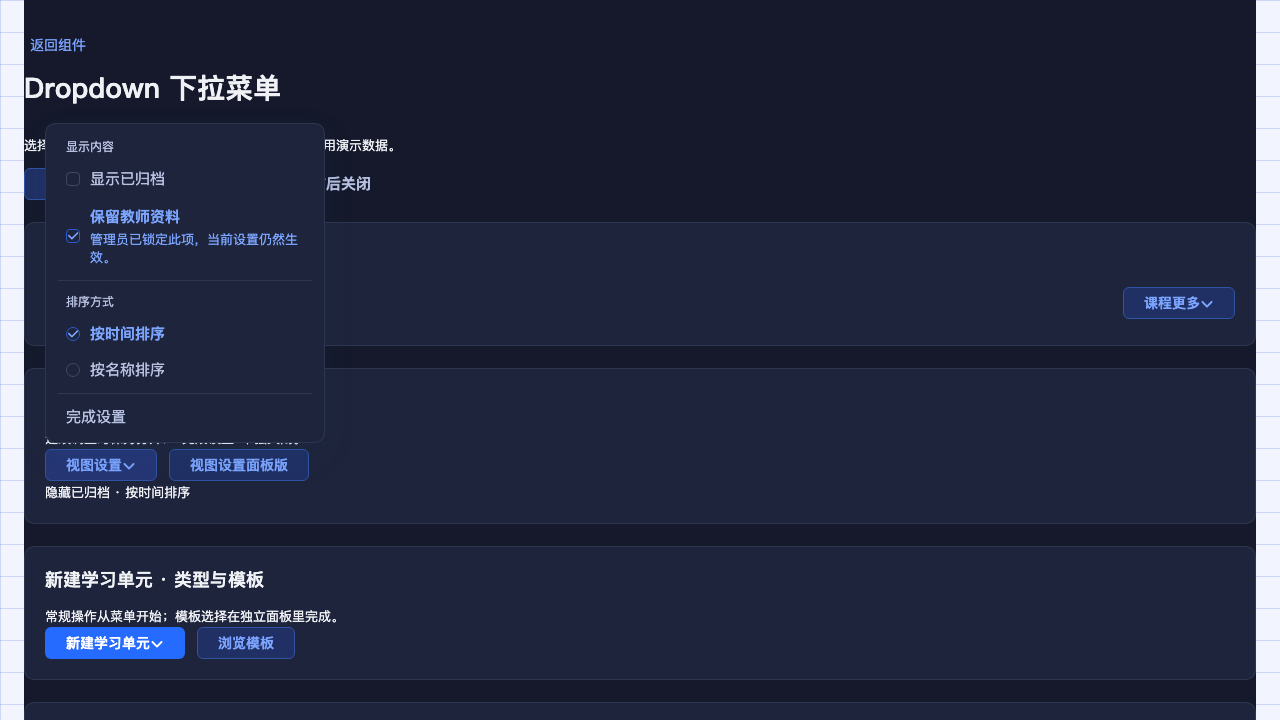 返回组件
Dropdown 下拉菜单
选择
用演示数据。
后关闭
显示内容
显示已归档
保留教师资料
管理员已锁定此项，当前设置仍然生
效。
排序方式
按时间排序
按名称排序
完成设置
课程更多
视图设置
视图设置面板版
隐藏已归档 · 按时间排序
新建学习单元 · 类型与模板
常规操作从菜单开始；模板选择在独立面板里完成。
新建学习单元
浏览模板